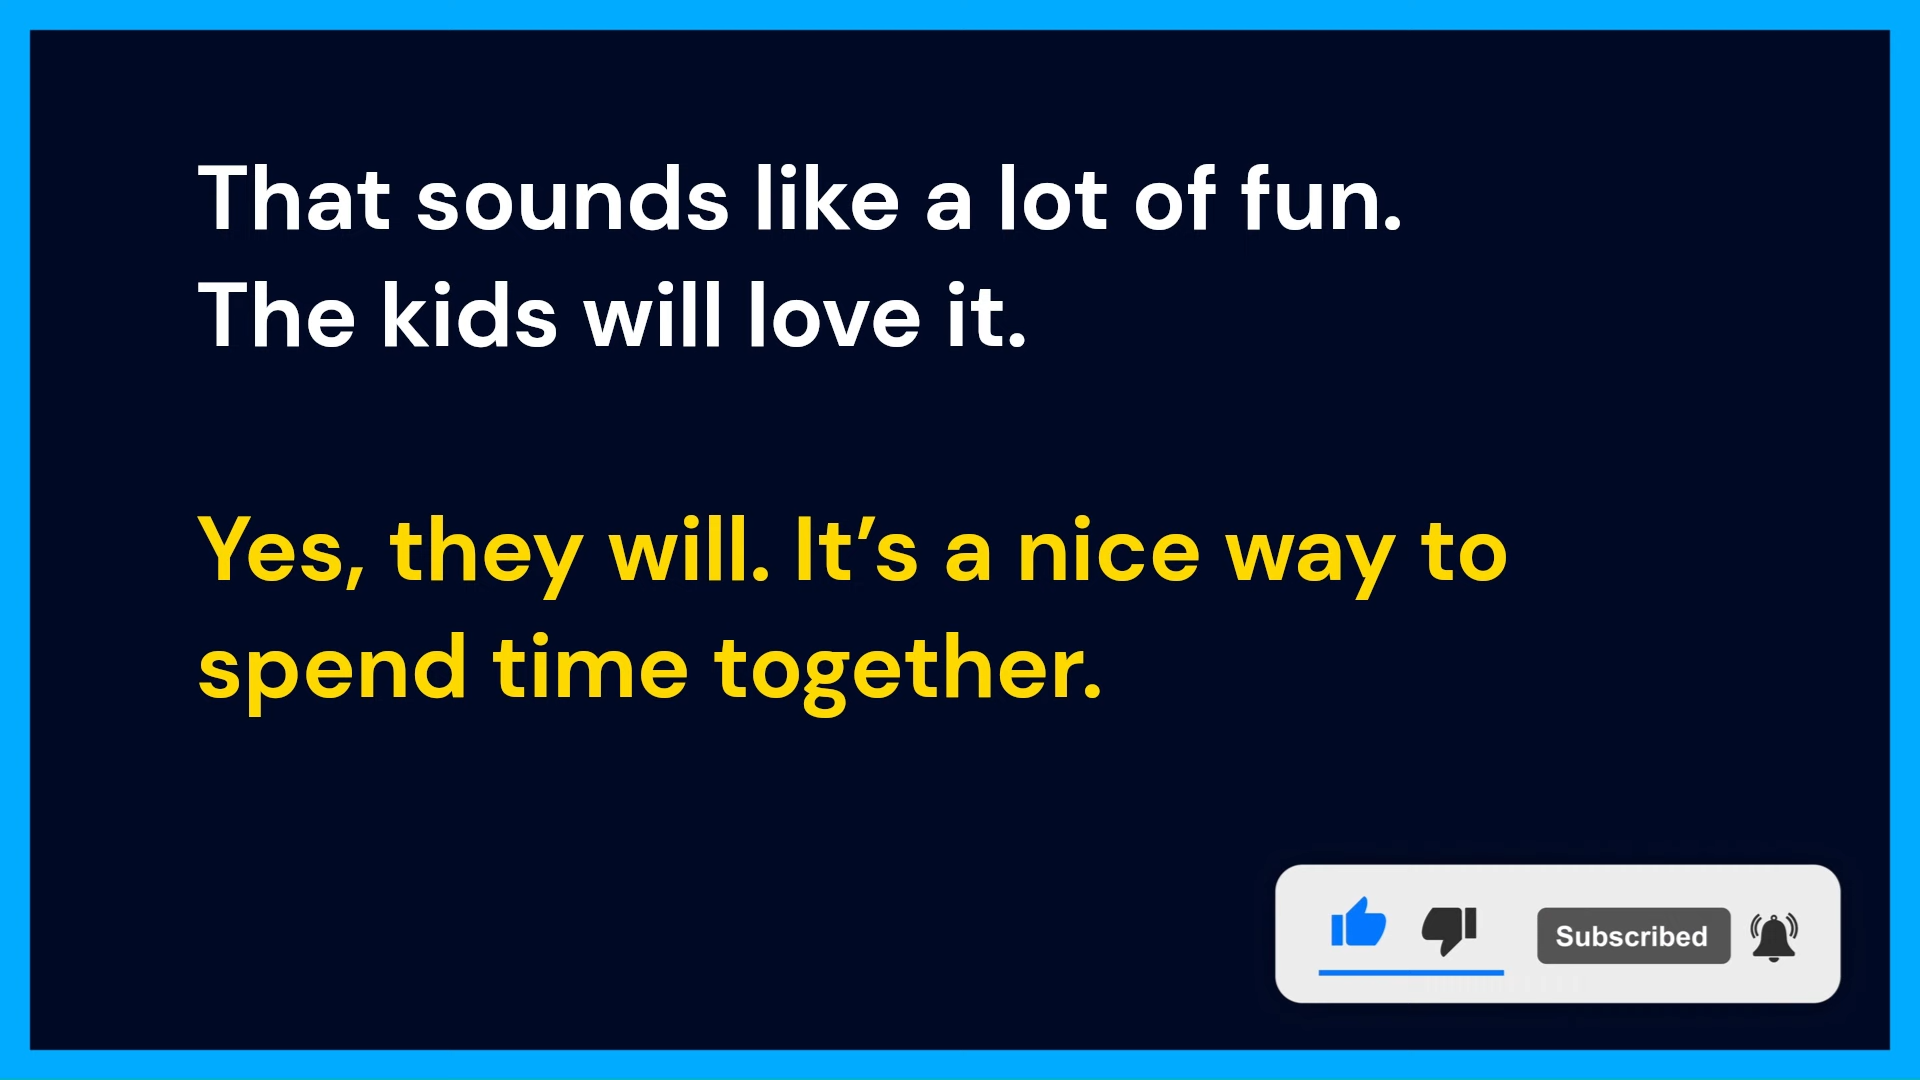 That sounds like a lot of fun.
The kids will love it.
Yes, they will. It’s a nice way to
spend time together.
Subscribed